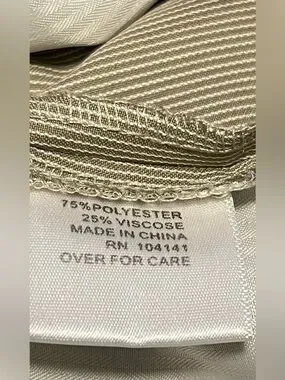 75%POLYESTER
25% VISCOSE
MADE IN CHINA
RN 104141
OVER FOR CARE